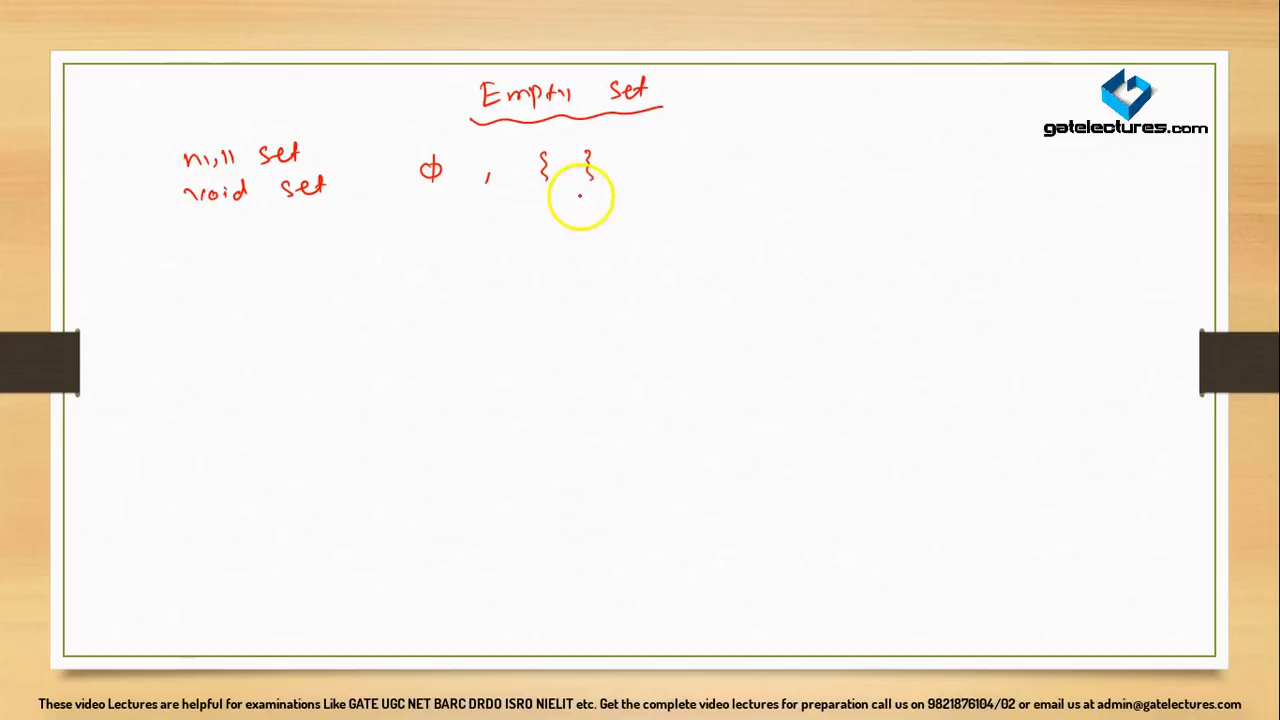 Empty set
gatelectures.com
null set
void set
ϕ , { }
These video Lectures are helpful for examinations Like GATE UGC NET BARC DRDO ISRO NIELIT etc. Get the complete video lectures for preparation call us on 9821876104/02 or email us at admin@gatelectures.com